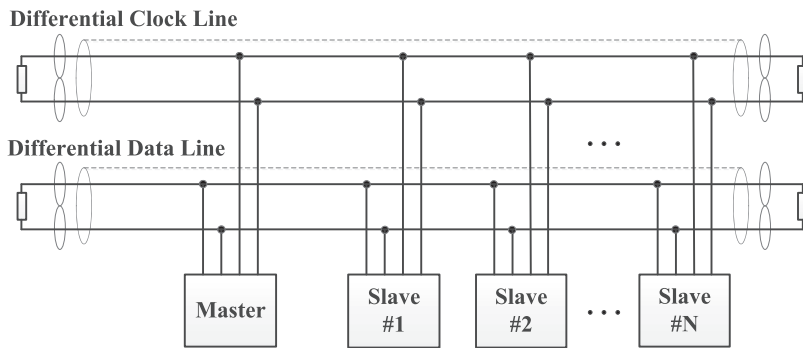 Differential Clock Line
Differential Data Line
. . .
Master
Slave
#1
Slave
#2
. . .
Slave
#N